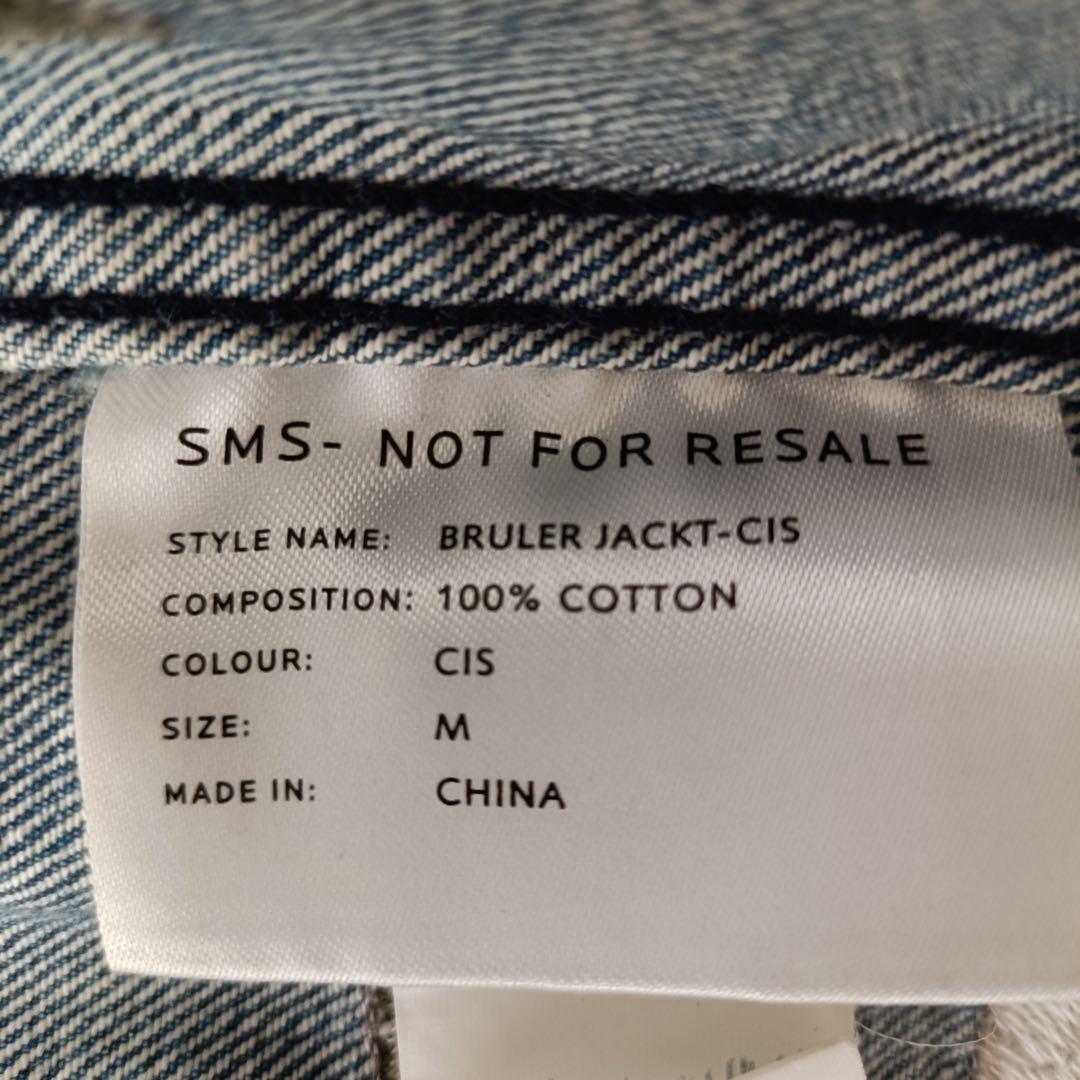 SMS- NOT FOR RESALE
STYLE NAME: BRULER JACKT-CIS
COMPOSITION: 100% COTTON
COLOUR: CIS
SIZE: M
MADE IN: CHINA